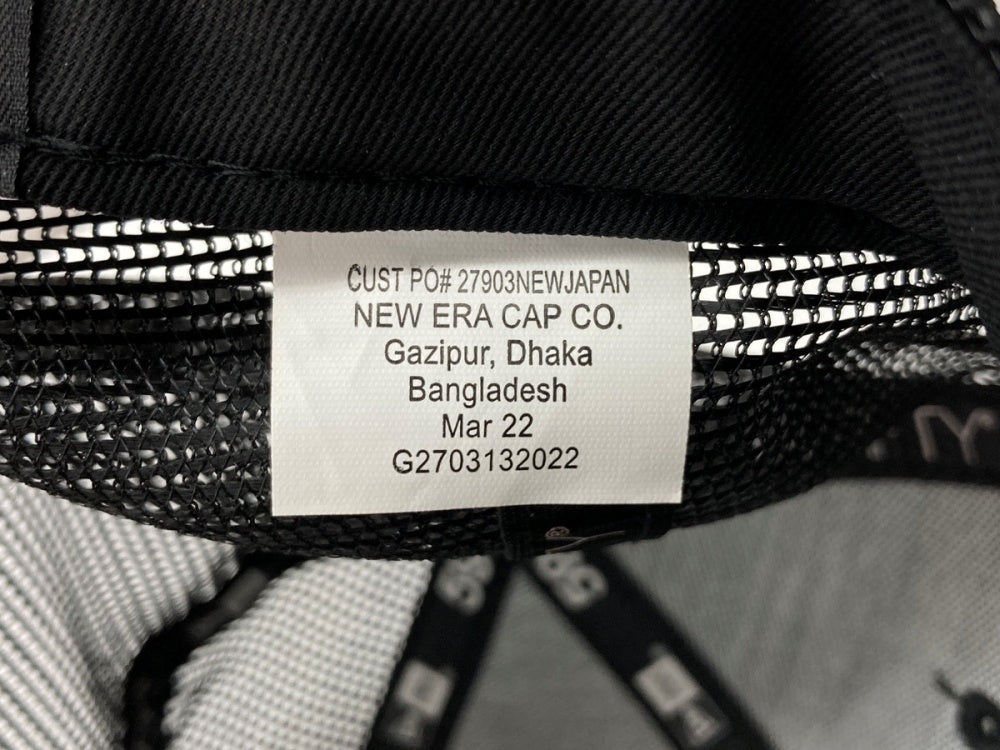 CUST PO# 27903NEWJAPAN
NEW ERA CAP CO.
Gazipur, Dhaka
Bangladesh
Mar 22
G2703132022